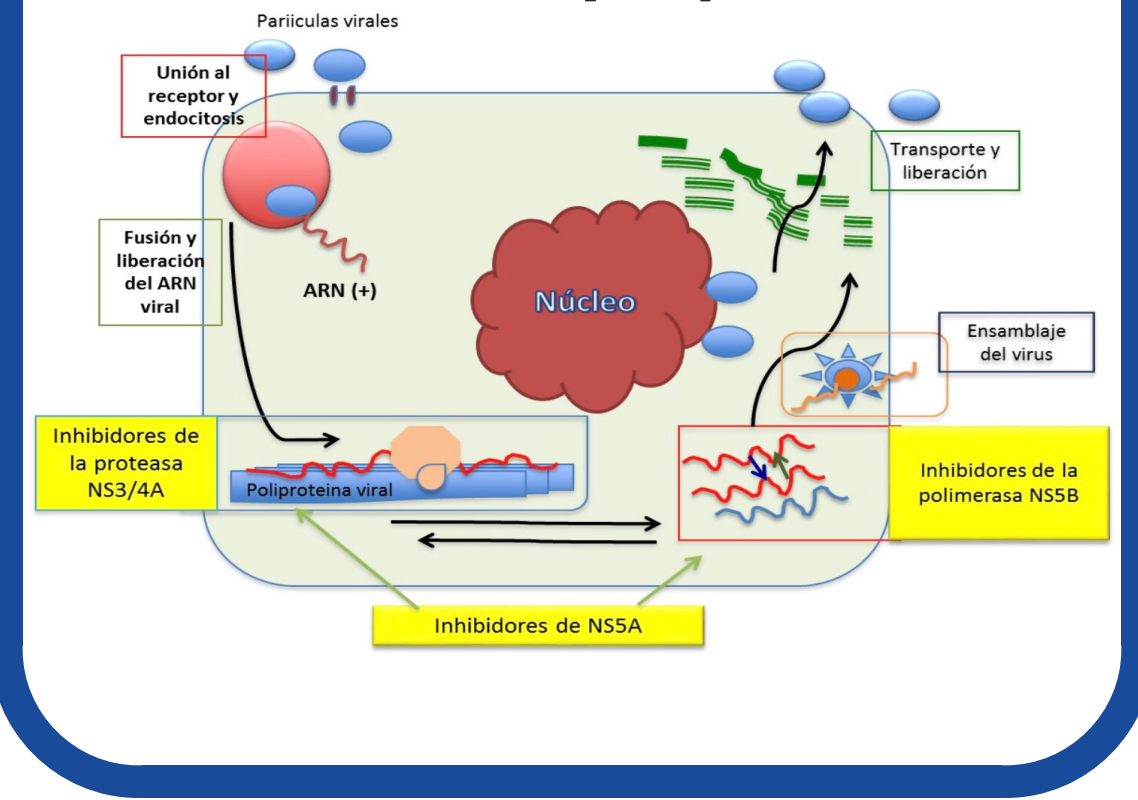 Pariiculas virales
Unión al
receptor y
endocitosis
Transporte y
liberación
Fusión y
liberación
del ARN
viral
ARN (+)
Núcleo
Ensamblaje
del virus
Inhibidores de
la proteasa
NS3/4A
Poliproteina viral
Inhibidores de la
polimerasa NS5B
Inhibidores de NS5A